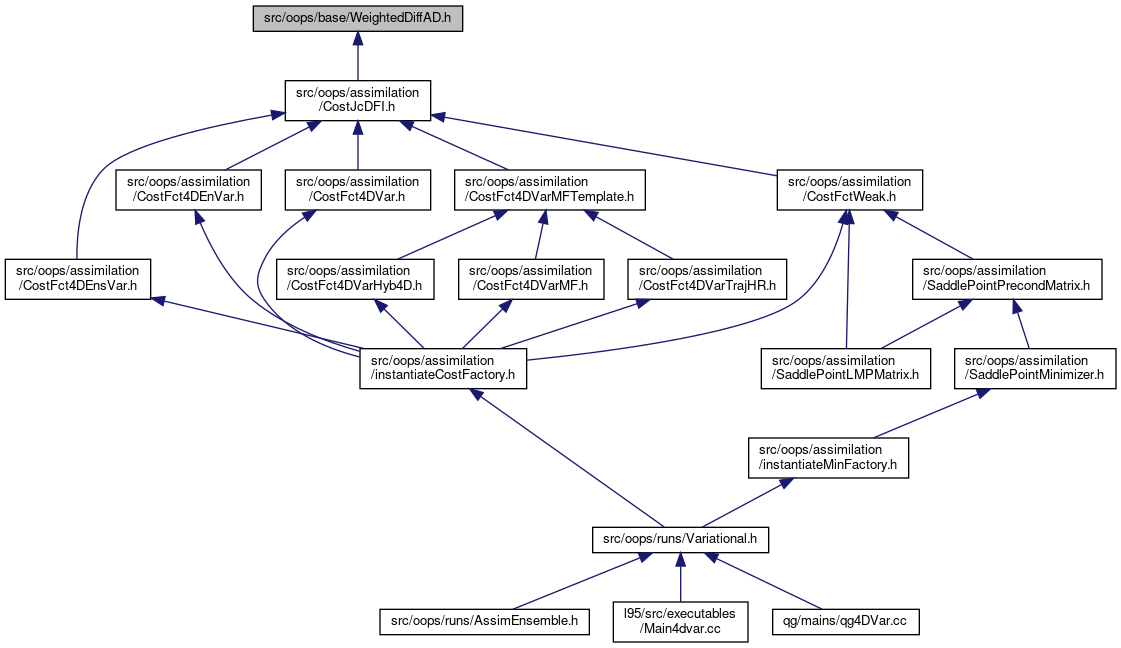 src/oops/base/WeightedDiffAD.h
src/oops/assimilation
/CostJcDFI.h
src/oops/assimilation
/CostFct4DEnVar.h
src/oops/assimilation
/CostFct4DVar.h
src/oops/assimilation
/CostFct4DVarMFTemplate.h
src/oops/assimilation
/CostFctWeak.h
src/oops/assimilation
/CostFct4DEnsVar.h
src/oops/assimilation
/CostFct4DVarHyb4D.h
src/oops/assimilation
/CostFct4DVarMF.h
src/oops/assimilation
/CostFct4DVarTrajHR.h
src/oops/assimilation
/SaddlePointPrecondMatrix.h
src/oops/assimilation
/instantiateCostFactory.h
src/oops/assimilation
/SaddlePointLMPMatrix.h
src/oops/assimilation
/SaddlePointMinimizer.h
src/oops/assimilation
/instantiateMinFactory.h
src/oops/runs/Variational.h
src/oops/runs/AssimEnsemble.h
l95/src/executables
/Main4dvar.cc
qg/mains/qg4DVar.cc